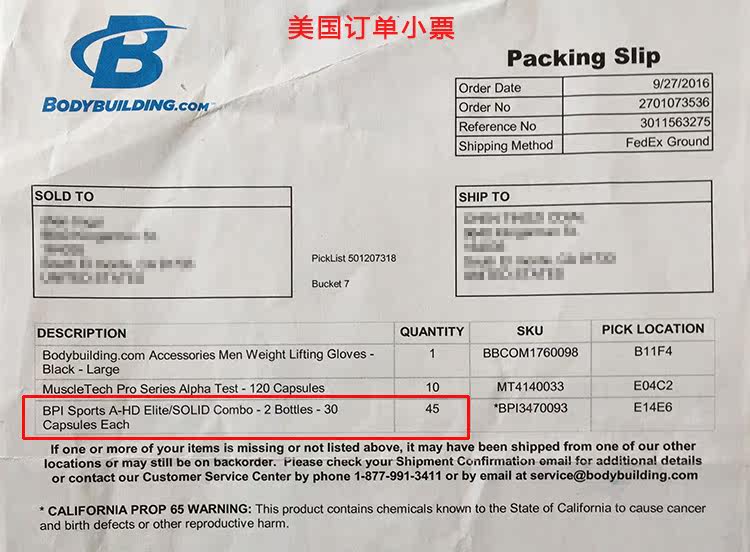 美国订单小票
BODYBUILDING.COM
Packing Slip
Order Date 9/27/2016
Order No 2701073536
Reference No 3011563275
Shipping Method FedEx Ground
SOLD TO
SHIP TO
UNITED STATES
UNITED STATES
PickList 501207318
Bucket 7
DESCRIPTION QUANTITY SKU PICK LOCATION
Bodybuilding.com Accessories Men Weight Lifting Gloves - 1 BBCOM1760098 B11F4
Black - Large
MuscleTech Pro Series Alpha Test - 120 Capsules 10 MT4140033 E04C2
BPI Sports A-HD Elite/SOLID Combo - 2 Bottles - 30 45 *BPI3470093 E14E6
Capsules Each
If one or more of your items is missing or not listed above, it may have been shipped from one of our other
locations or may still be on backorder. Please check your Shipment Confirmation email for additional details
or contact our Customer Service Center by phone 1-877-991-3411 or by email at service@bodybuilding.com
* CALIFORNIA PROP 65 WARNING: This product contains chemicals known to the State of California to cause cancer
and birth defects or other reproductive harm.